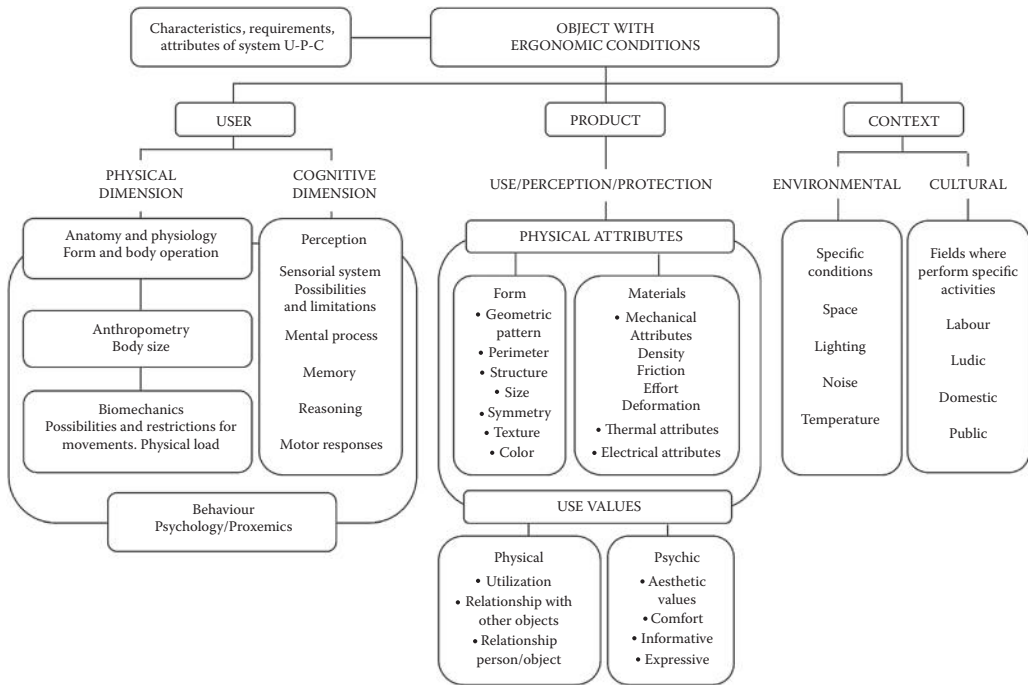 Characteristics, requirements,
attributes of system U-P-C
OBJECT WITH
ERGONOMIC CONDITIONS
USER
PRODUCT
CONTEXT
PHYSICAL
DIMENSION
COGNITIVE
DIMENSION
USE/PERCEPTION/PROTECTION
ENVIRONMENTAL
CULTURAL
Anatomy and physiology
Form and body operation
Anthropometry
Body size
Biomechanics
Possibilities and restrictions for
movements. Physical load
Perception
Sensorial system
Possibilities
and limitations
Mental process
Memory
Reasoning
Motor responses
Behaviour
Psychology/Proxemics
PHYSICAL ATTRIBUTES
Form
• Geometric
pattern
• Perimeter
• Structure
• Size
• Symmetry
• Texture
• Color
Materials
• Mechanical
Attributes
Density
Friction
Effort
Deformation
• Thermal attributes
• Electrical attributes
USE VALUES
Physical
• Utilization
• Relationship with
other objects
• Relationship
person/object
Psychic
• Aesthetic
values
• Comfort
• Informative
• Expressive
Specific
conditions
Space
Lighting
Noise
Temperature
Fields where
perform specific
activities
Labour
Ludic
Domestic
Public